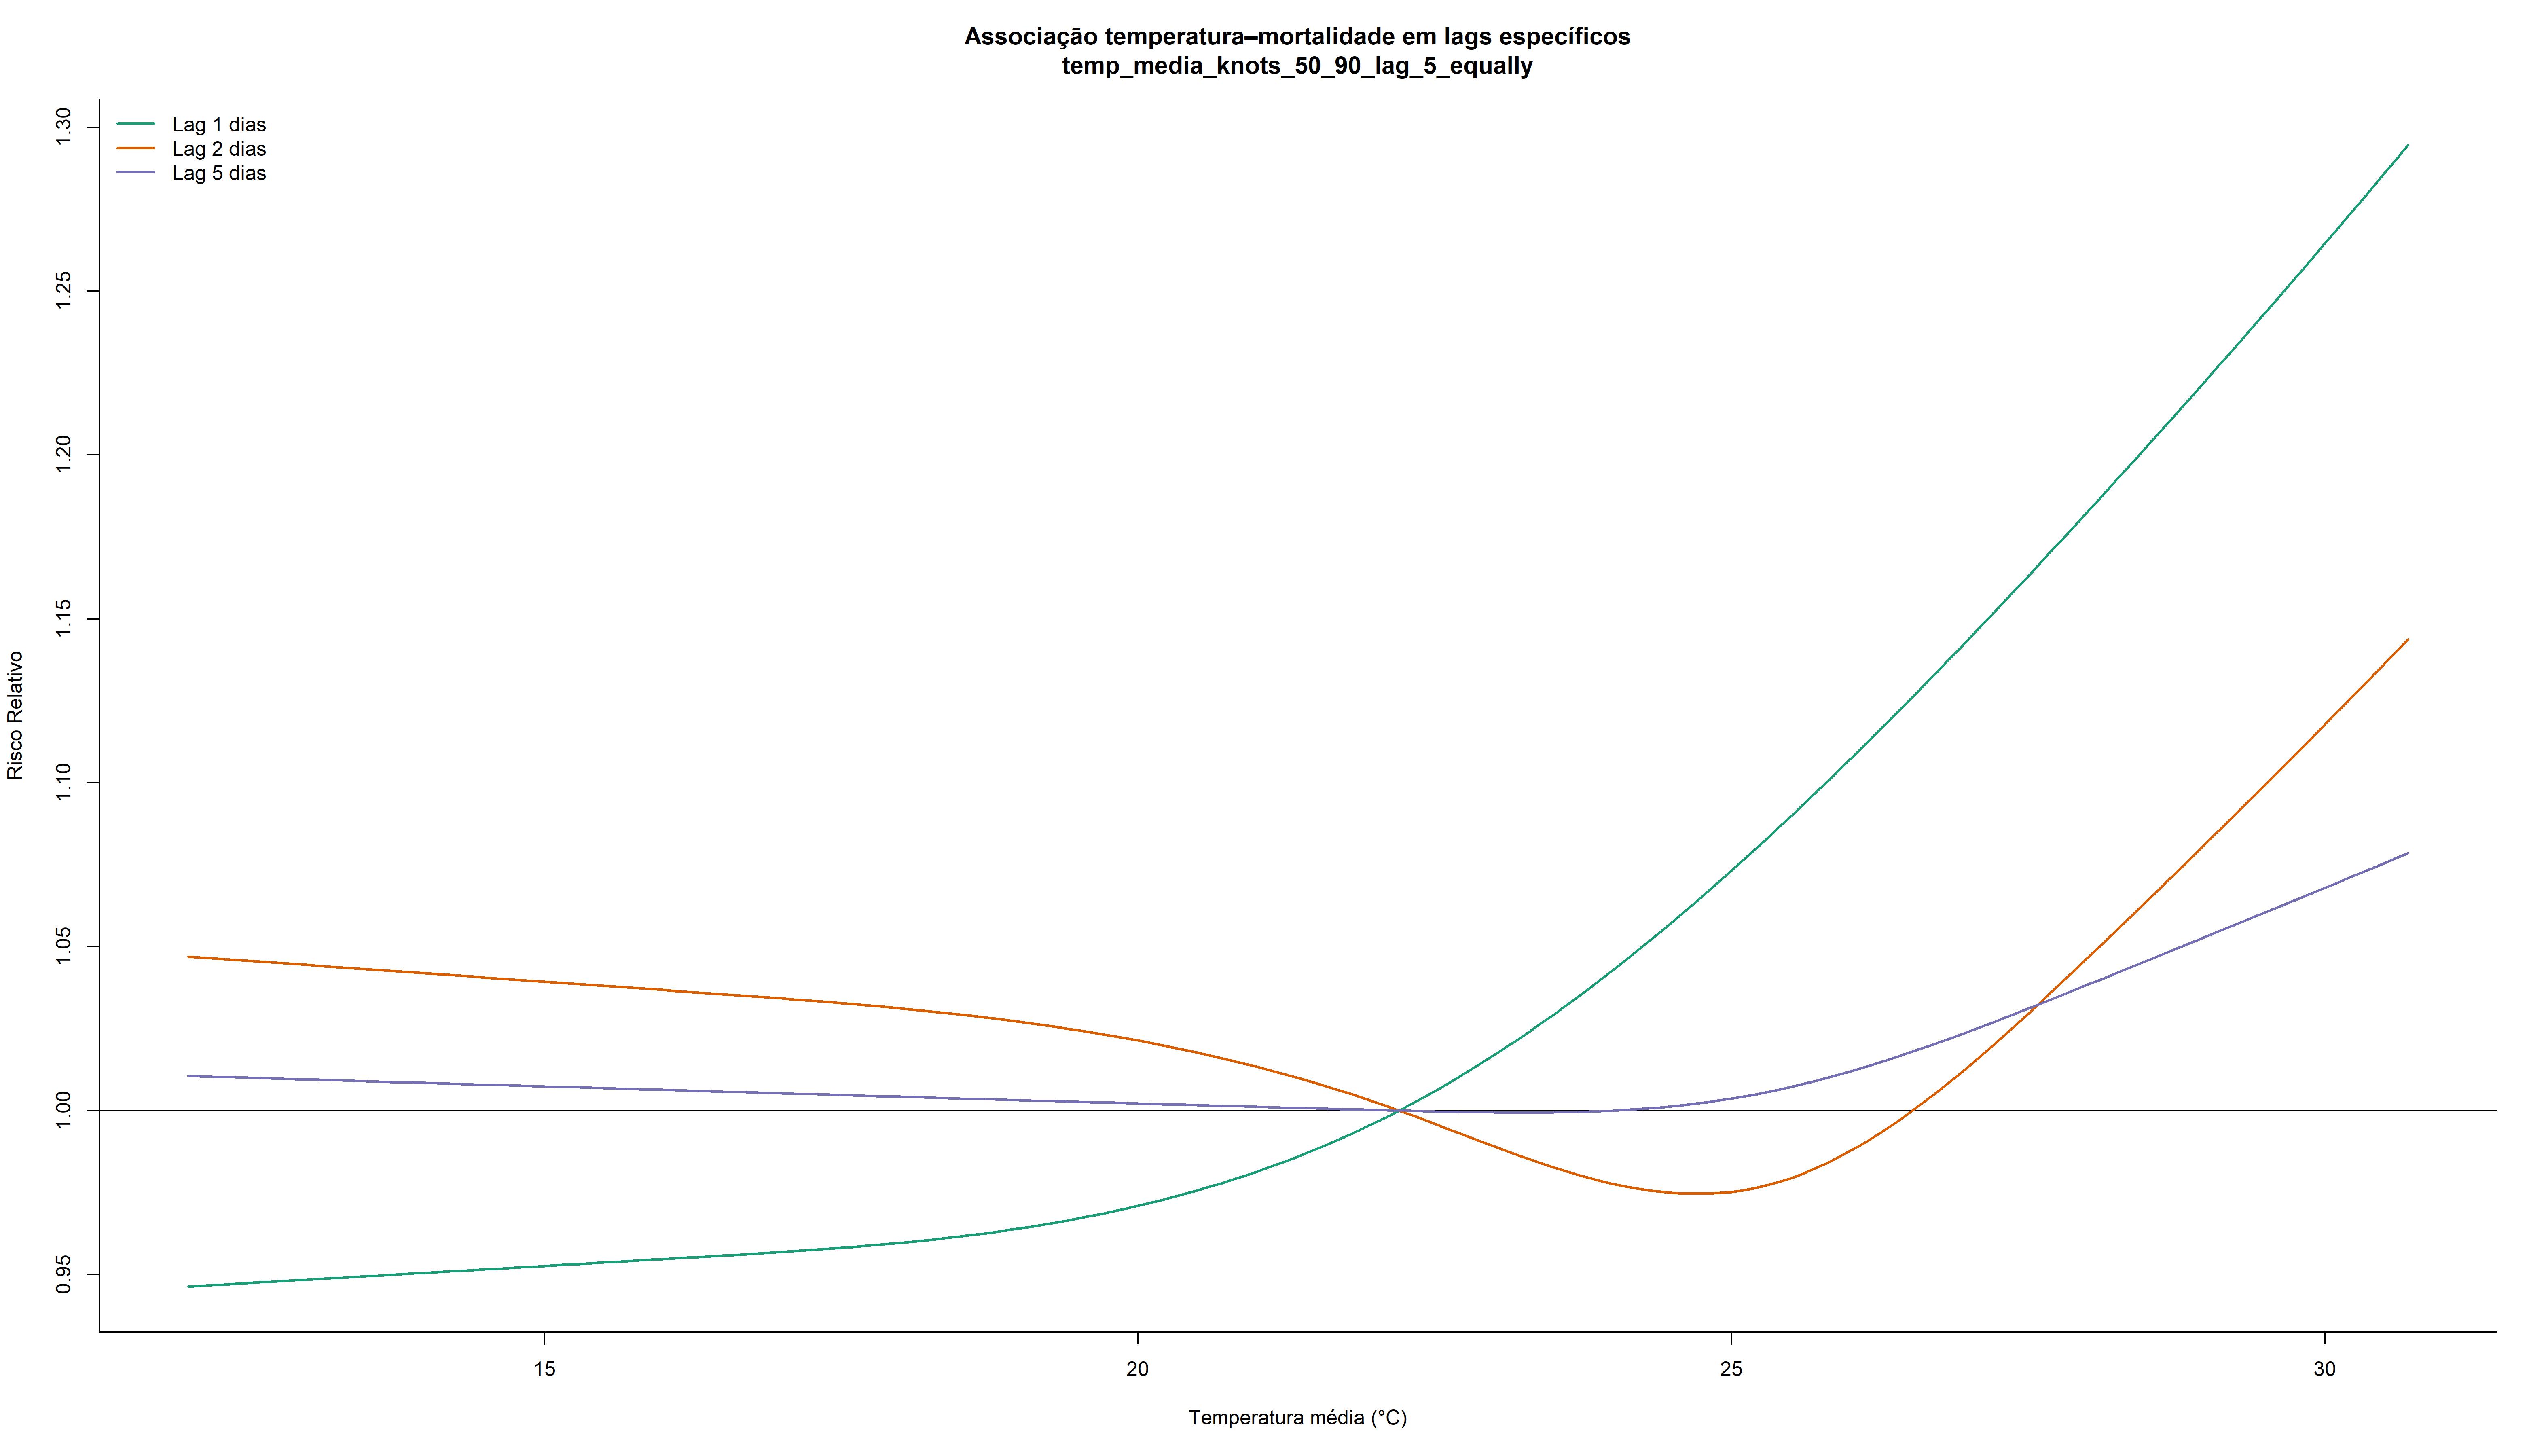 Associação temperatura–mortalidade em lags específicos
temp_media_knots_50_90_lag_5_equally
Lag 1 dias
Lag 2 dias
Lag 5 dias
1.30
1.25
1.20
1.15
1.10
1.05
1.00
0.95
Risco Relativo
15
20
25
30
Temperatura média (°C)